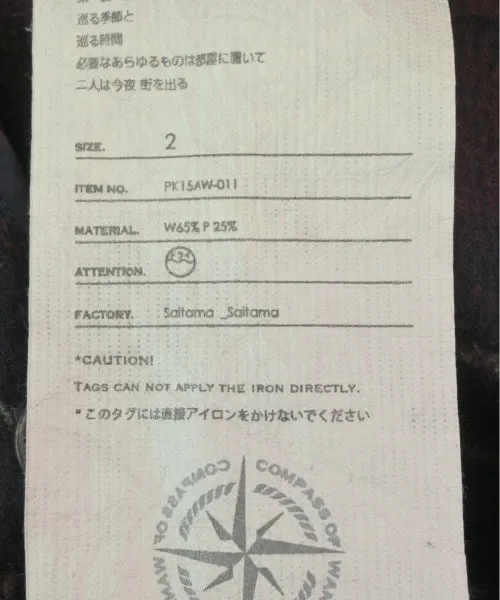 巡る季節と
巡る時間
必要なあらゆるものは部屋に置いて
二人は今夜 街を出る
SIZE. 2
ITEM NO. PK15AW-011
MATERIAL. W65% P 25%
ATTENTION.
FACTORY. Saitama _Saitama
*CAUTION!
TAGS CAN NOT APPLY THE IRON DIRECTLY.
*このタグには直接アイロンをかけないでください
COMPASS OF WAN
COMPASS OF WAN